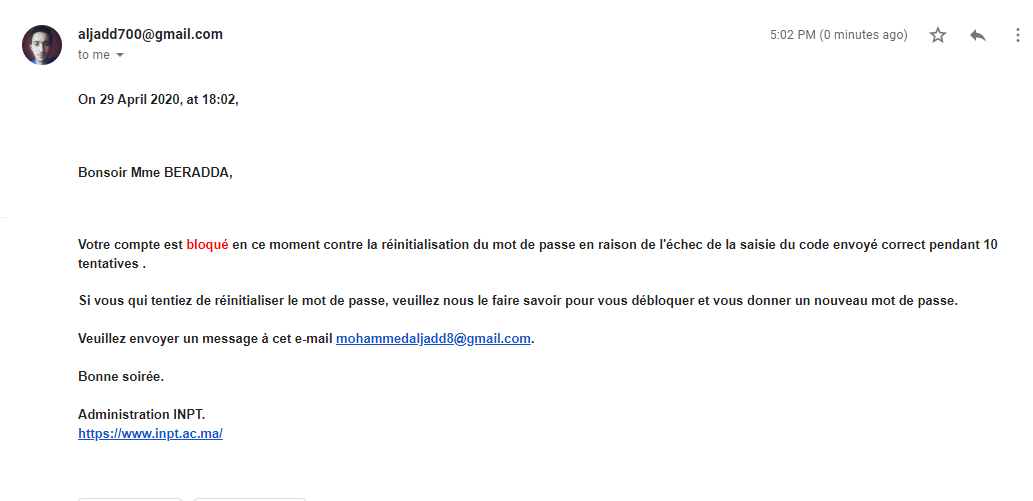 aljadd700@gmail.com
5:02 PM (0 minutes ago)
to me
On 29 April 2020, at 18:02,
Bonsoir Mme BERADDA,
Votre compte est bloqué en ce moment contre la réinitialisation du mot de passe en raison de l'échec de la saisie du code envoyé correct pendant 10
tentatives .
Si vous qui tentiez de réinitialiser le mot de passe, veuillez nous le faire savoir pour vous débloquer et vous donner un nouveau mot de passe.
Veuillez envoyer un message à cet e-mail mohammedaljadd8@gmail.com.
Bonne soirée.
Administration INPT.
https://www.inpt.ac.ma/